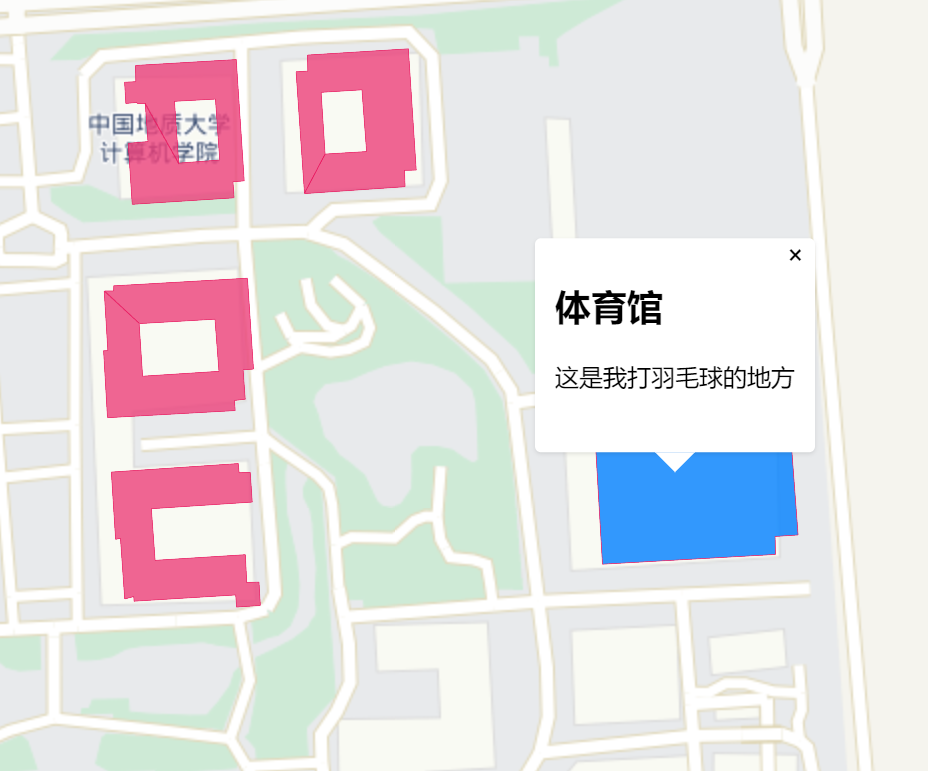 中国地质大学
计算机学院
×
体育馆
这是我打羽毛球的地方